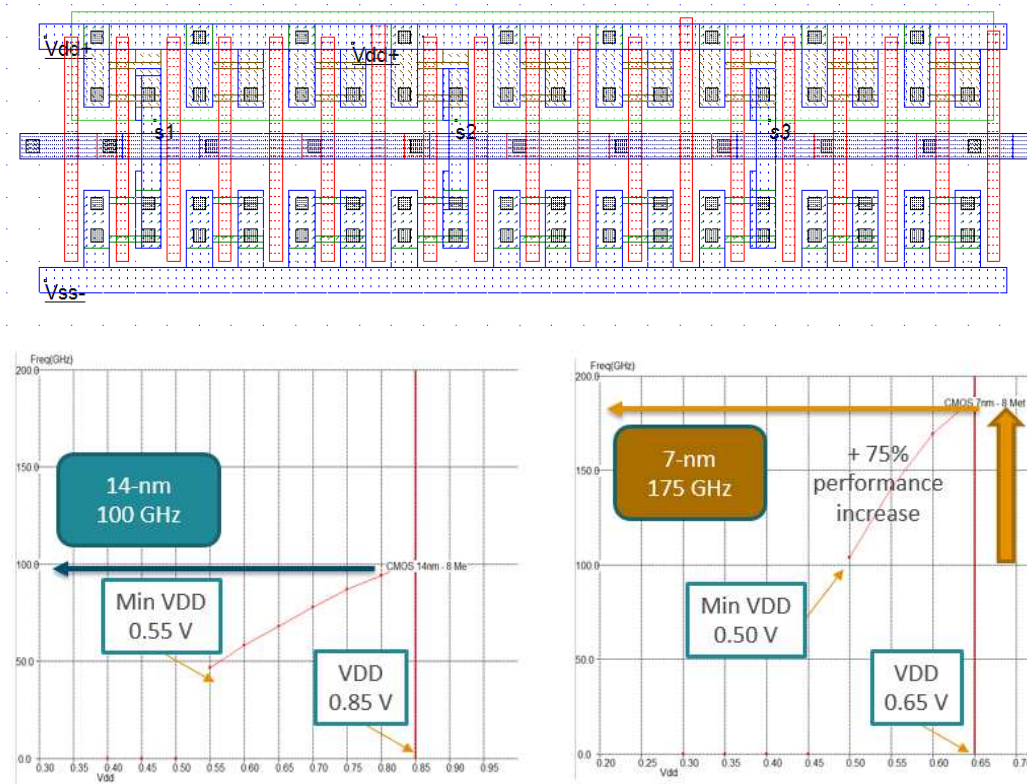 Vdd+
Vdd+
s1
s2
s3
Vss-
Freq(GHz)
200.0
150.0
100.0
50.0
0.0
14-nm
100 GHz
CMOS 14nm - 8 Me
Min VDD
0.55 V
VDD
0.85 V
0.30 0.35 0.40 0.45 0.50 0.55 0.60 0.65 0.70 0.75 0.80 0.85 0.90 0.95
Vdd
Freq(GHz)
200.0
150.0
100.0
50.0
0.0
CMOS 7nm - 8 Met
7-nm
175 GHz
+ 75%
performance
increase
Min VDD
0.50 V
VDD
0.65 V
0.20 0.25 0.30 0.35 0.40 0.45 0.50 0.55 0.60 0.65 0.7
Vdd